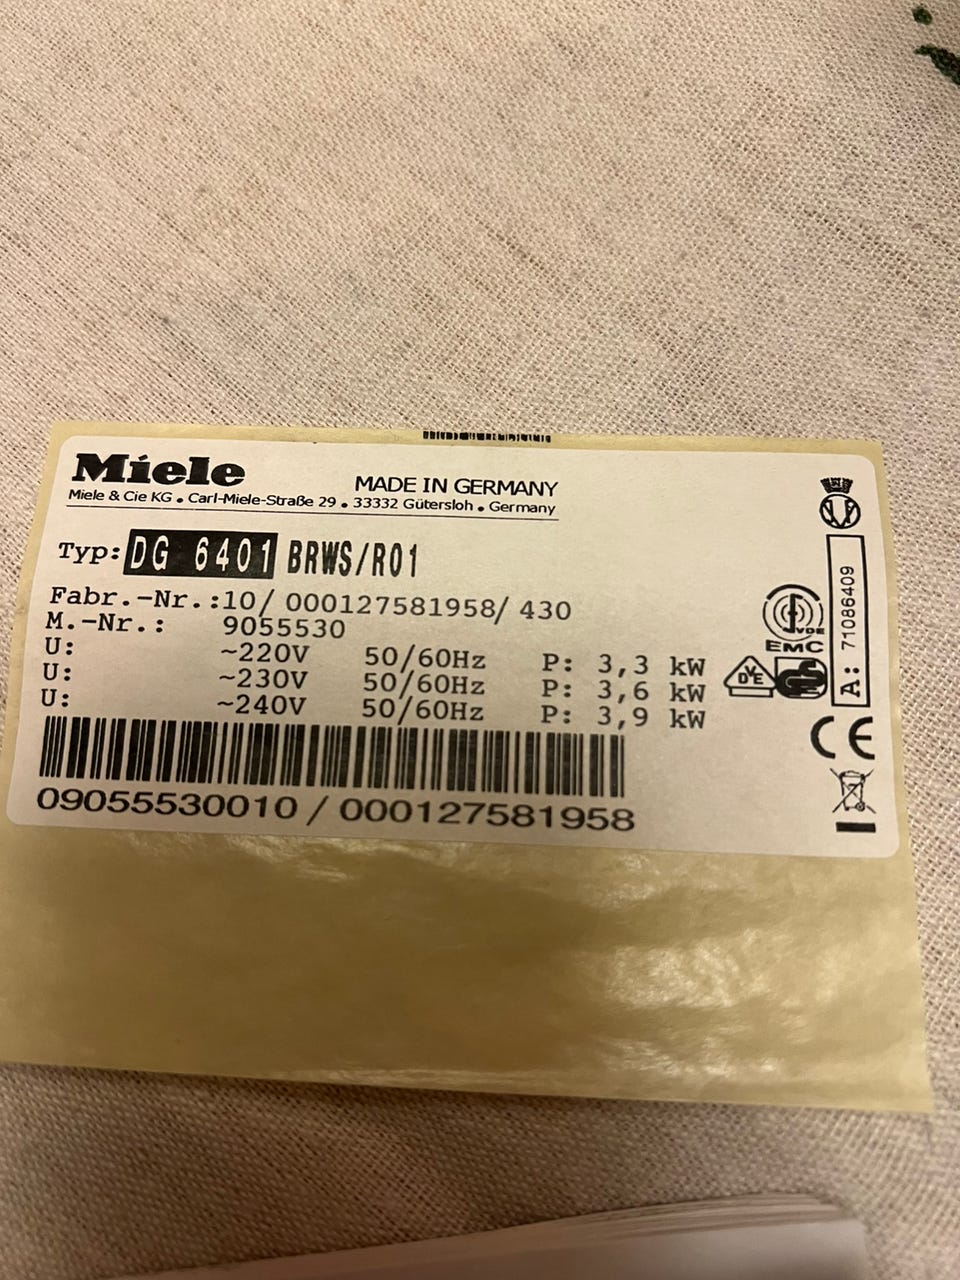 Miele
MADE IN GERMANY
Miele & Cie KG • Carl-Miele-Straße 29 • 33332 Gütersloh • Germany
Typ: DG 6401 BRWS/R01
Fabr.-Nr.:10/ 000127581958/ 430
M.-Nr.: 9055530
U: ~220V 50/60Hz P: 3,3 kW
U: ~230V 50/60Hz P: 3,6 kW
U: ~240V 50/60Hz P: 3,9 kW
09055530010 / 000127581958
VDE
EMC
DVE
A: 71086409
CE